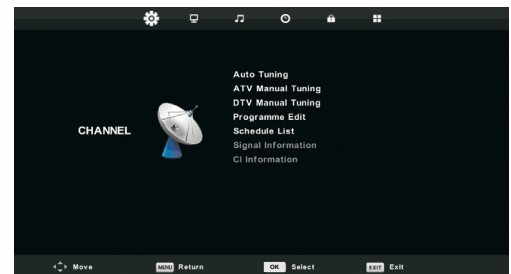 Auto Tuning
ATV Manual Tuning
DTV Manual Tuning
Programme Edit
CHANNEL
Schedule List
Signal Information
CI Information
Move
MENU Return
OK Select
EXIT Exit